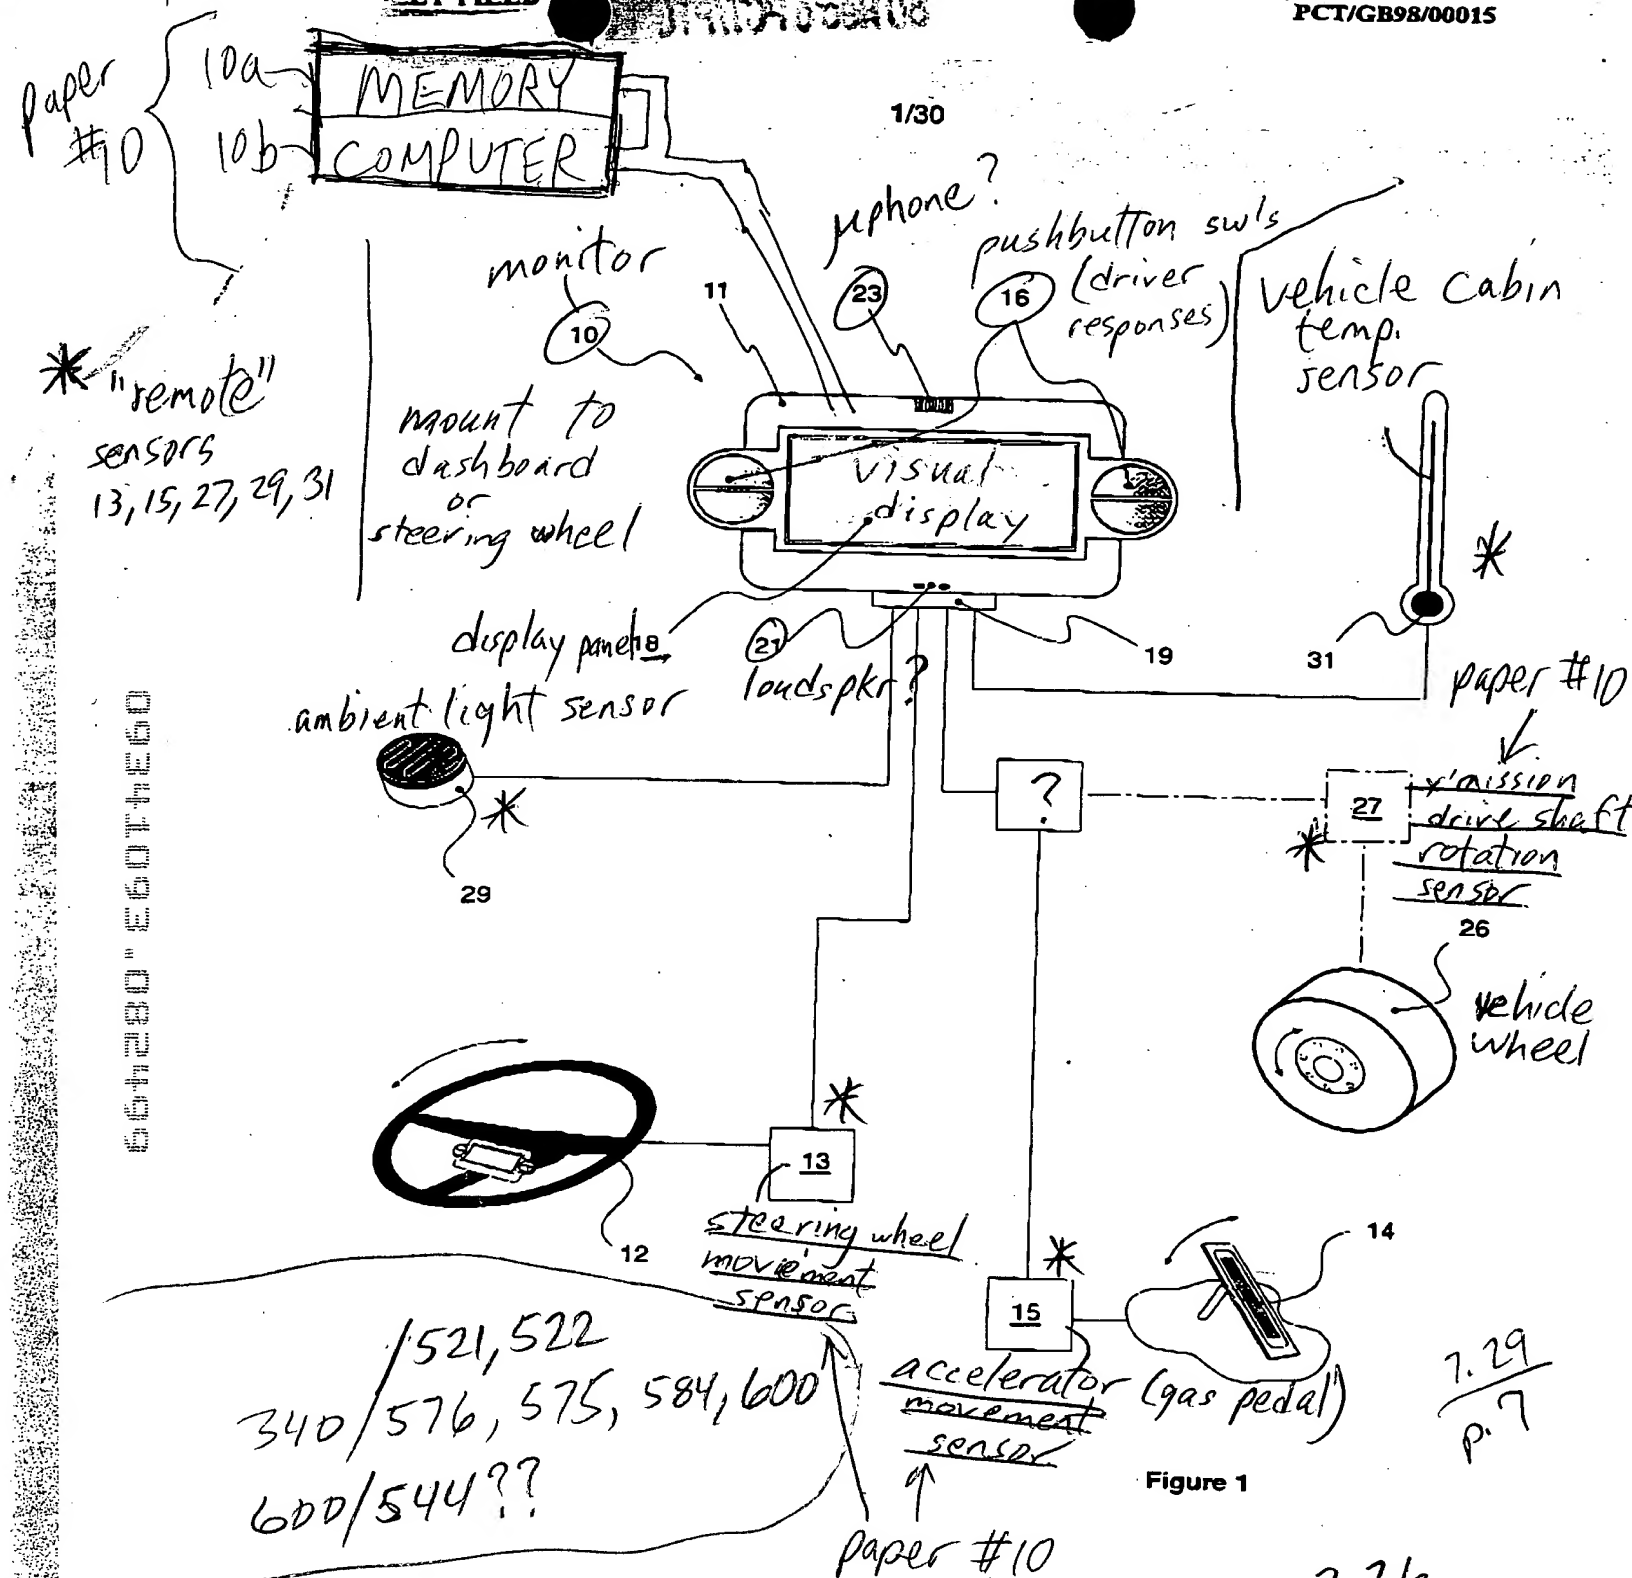 PCT/GB98/00015
1/30
paper
#10
10a
MEMORY
10b
COMPUTER
μphone?
pushbutton sw's
(driver
responses)
monitor
10
11
23
16
vehicle cabin
temp.
sensor
"remote"
sensors
13, 15, 27, 29, 31
mount to
dashboard
or
steering wheel
visual
display
display panel 18
21
loudspkr?
19
31
paper #10
ambient light sensor
29
?
27
x'mission
drive shaft
rotation
sensor
26
vehicle
wheel
13
steering wheel
movement
sensor
12
15
14
accelerator (gas pedal)
movement
sensor
/521, 522
340/576, 575, 584, 600
600/544??
p. 7
Figure 1
paper #10